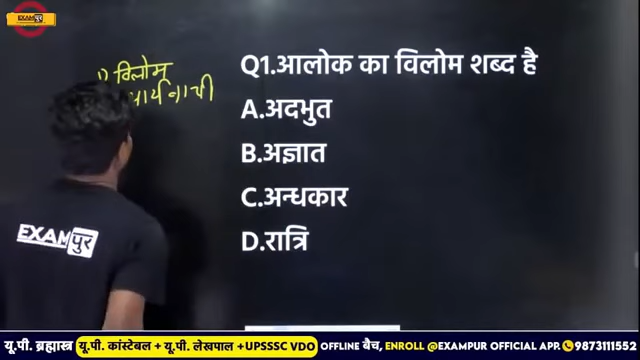 EXAMपुर
1) विलोम
Q1.आलोक का विलोम शब्द है
A.अदभुत
B.अज्ञात
C.अन्धकार
D.रात्रि
EXAMपुर
यू.पी. ब्रह्मास्त्र यू.पी. कांस्टेबल + यू.पी. लेखपाल +UPSSSC VDO OFFLINE बैच, ENROLL @EXAMPUR OFFICIAL APP. 9873111552